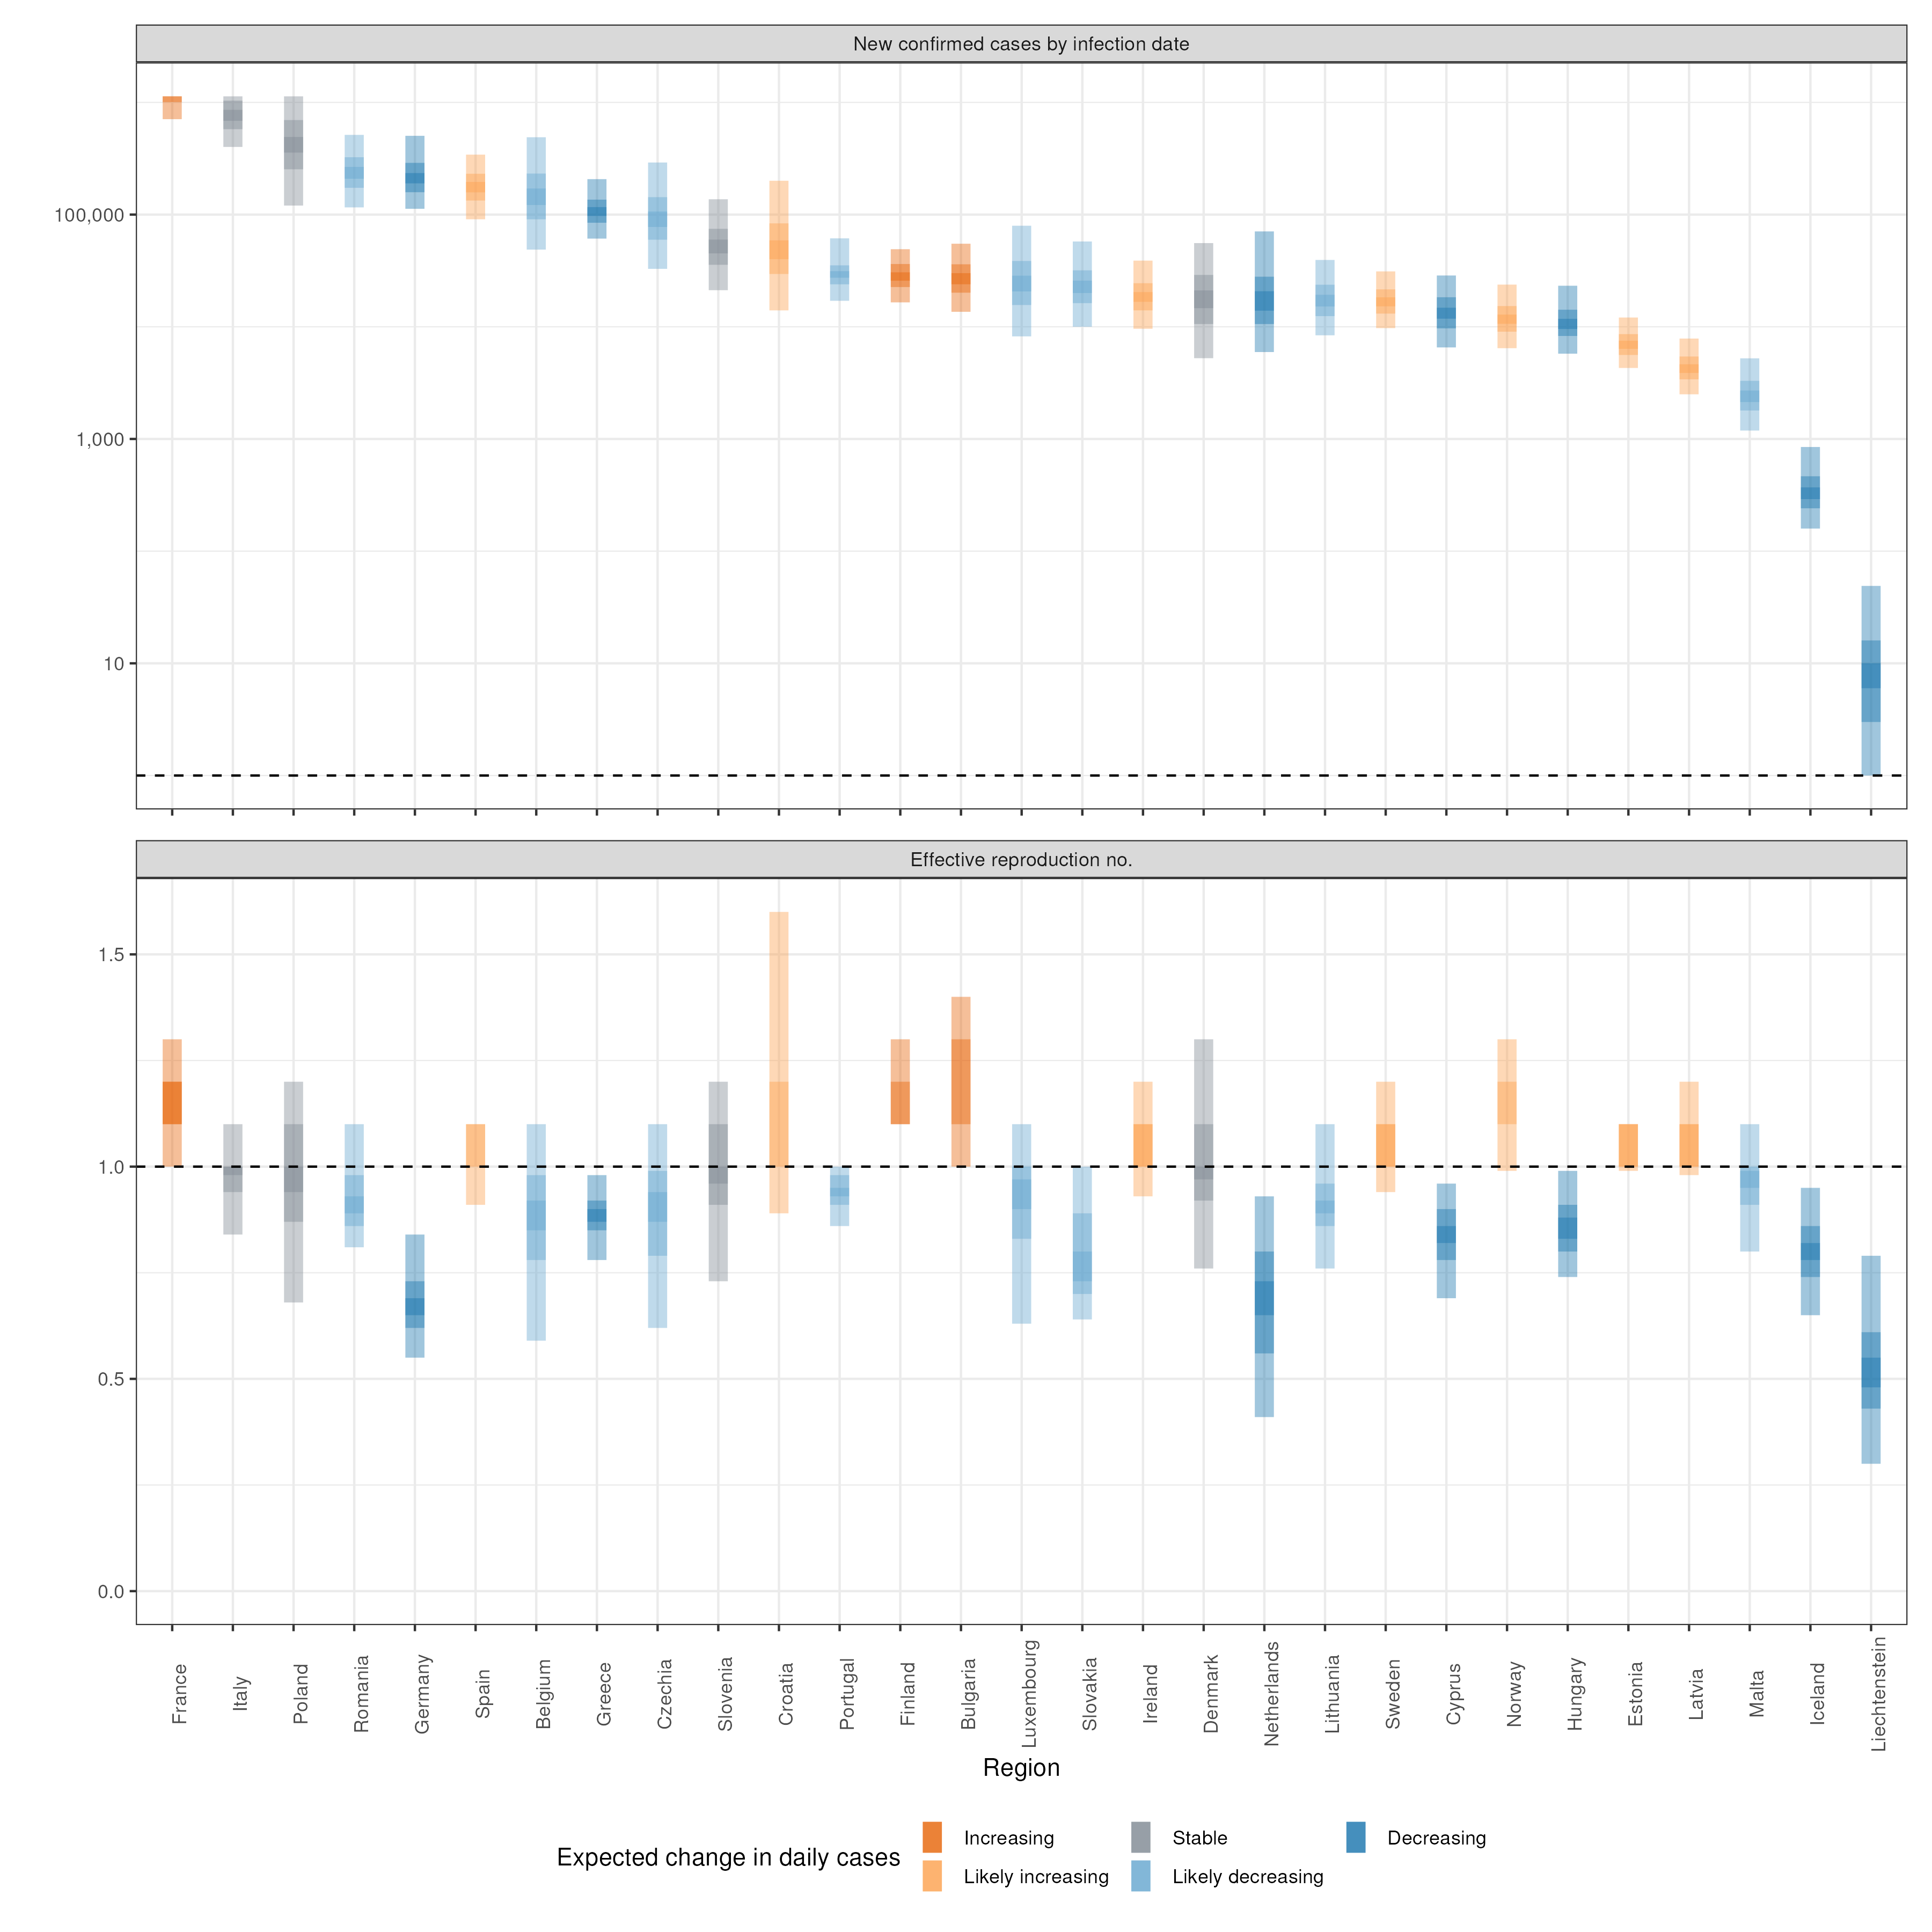 New confirmed cases by infection date
100,000
1,000
10
Effective reproduction no.
1.5
1.0
0.5
0.0
France
Italy
Poland
Romania
Germany
Spain
Belgium
Greece
Czechia
Slovenia
Croatia
Portugal
Finland
Bulgaria
Luxembourg
Slovakia
Ireland
Denmark
Netherlands
Lithuania
Sweden
Cyprus
Norway
Hungary
Estonia
Latvia
Malta
Iceland
Liechtenstein
Region
Expected change in daily cases
Increasing
Stable
Decreasing
Likely increasing
Likely decreasing